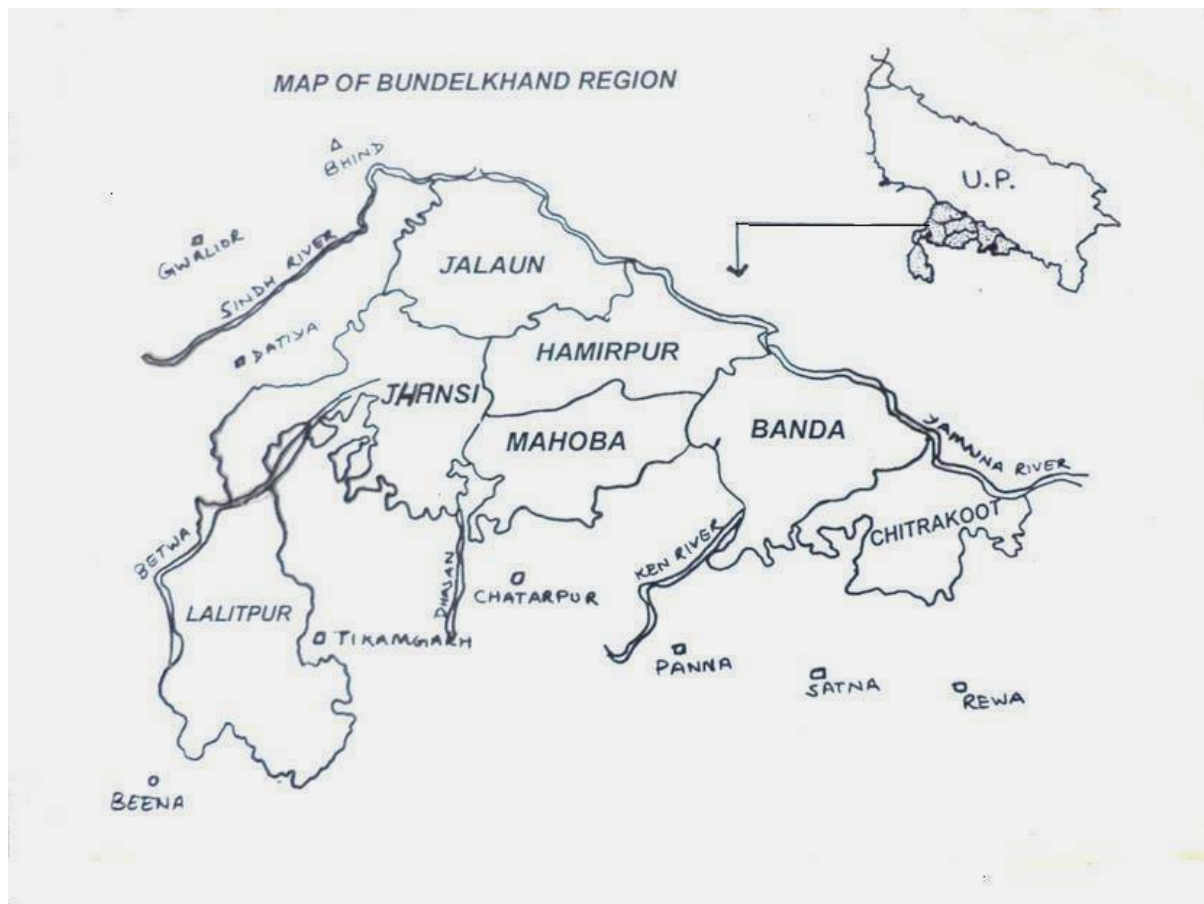 MAP OF BUNDELKHAND REGION
BHIND
U.P.
GWALIOR
SINDH RIVER
JALAUN
DATIYA
HAMIRPUR
JHANSI
MAHOBA
BANDA
YAMUNA RIVER
CHITRAKOOT
BETWA
KEN RIVER
DHASAN
CHATARPUR
LALITPUR
TIKAMGARH
PANNA
SATNA
REWA
BEENA